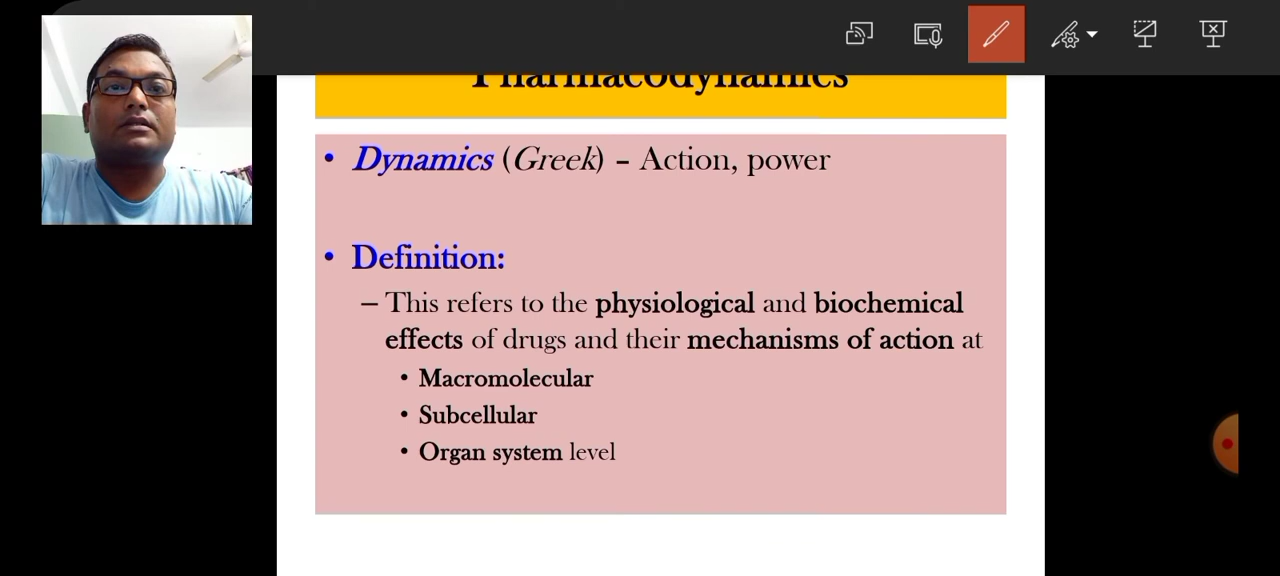 Pharmacodynamics
• Dynamics (Greek) – Action, power
• Definition:
– This refers to the physiological and biochemical
effects of drugs and their mechanisms of action at
• Macromolecular
• Subcellular
• Organ system level